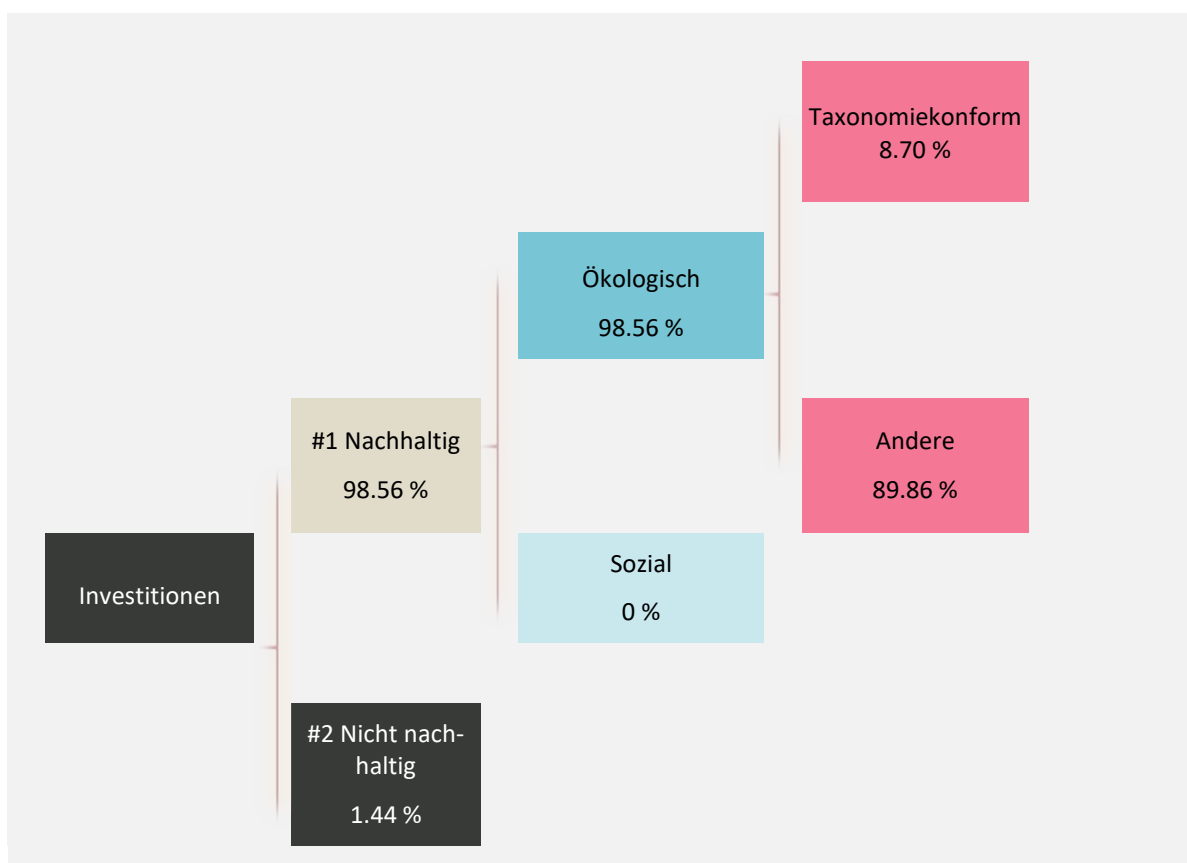 Taxonomiekonform
8.70 %
Ökologisch
98.56 %
#1 Nachhaltig
98.56 %
Andere
89.86 %
Investitionen
Sozial
0 %
#2 Nicht nach-
haltig
1.44 %